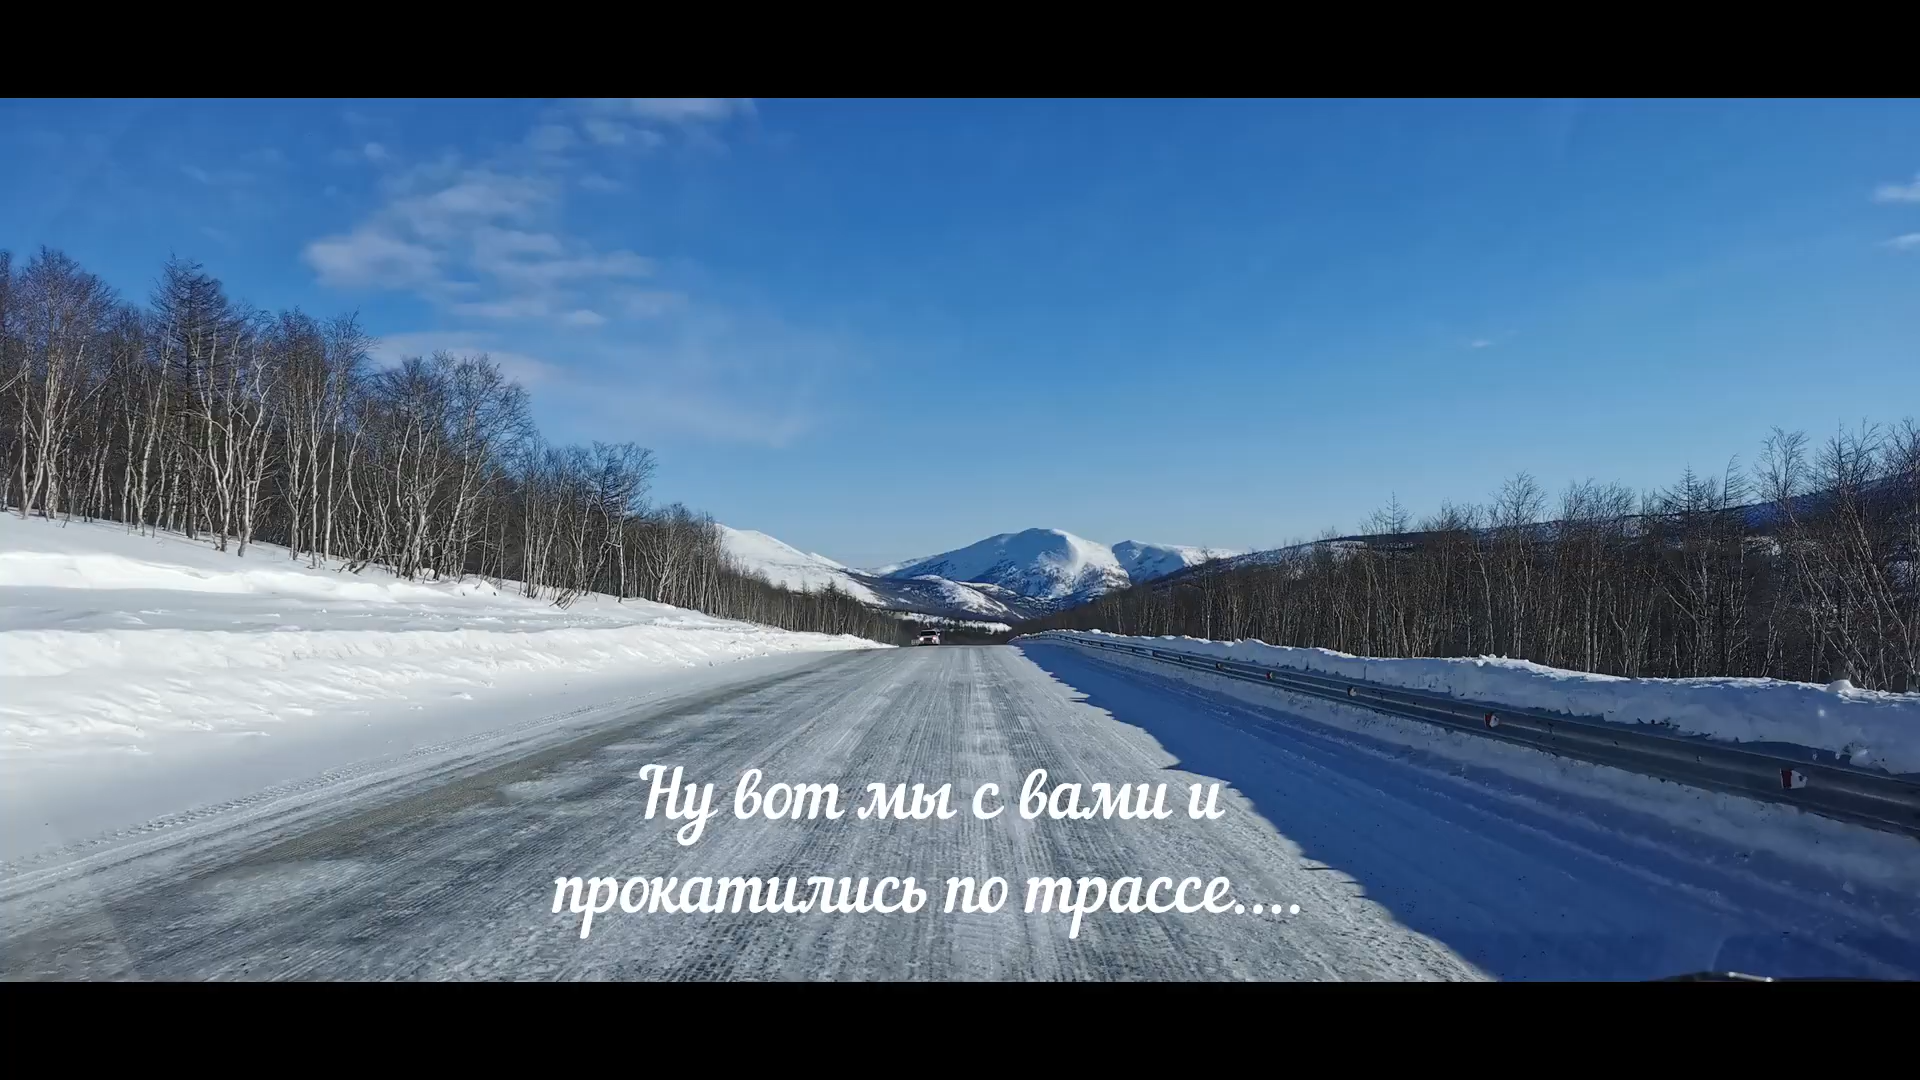 Ну вот мы с вами и
прокатились по трассе....